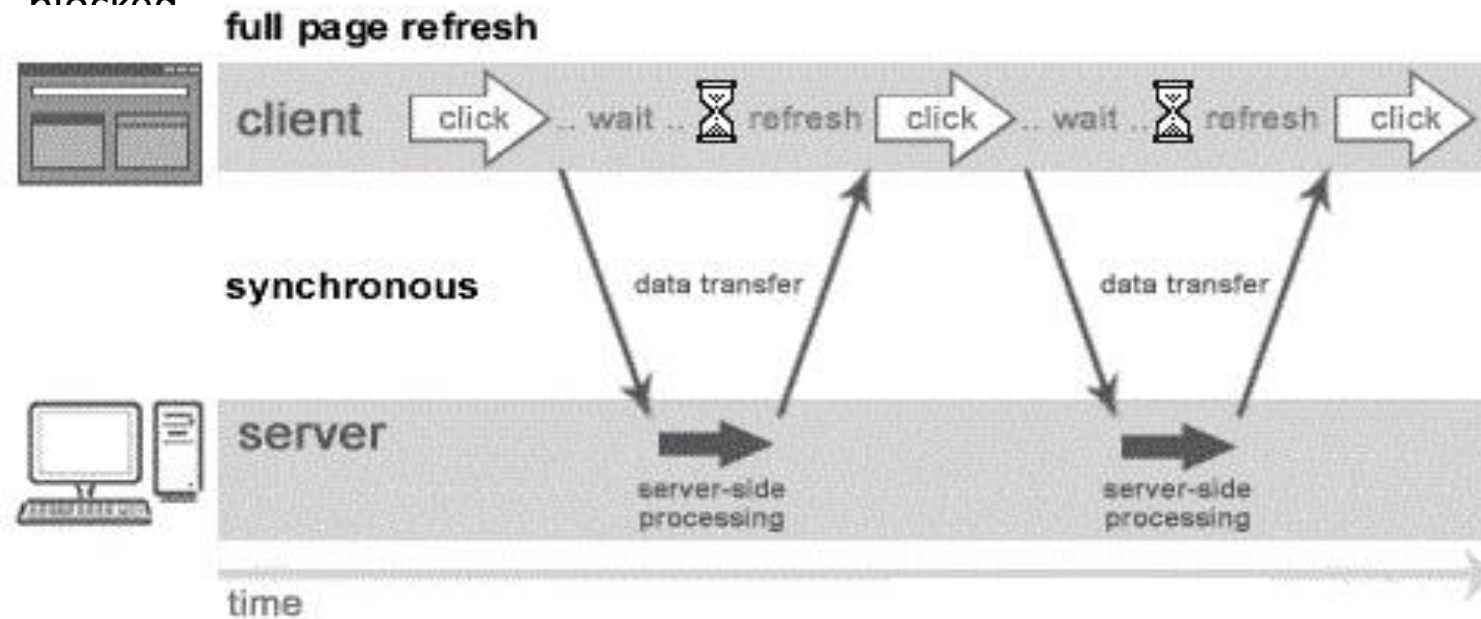 blocked
full page refresh
client click .. wait .. refresh click .. wait .. refresh click
synchronous data transfer data transfer
server
server-side processing
server-side processing
time